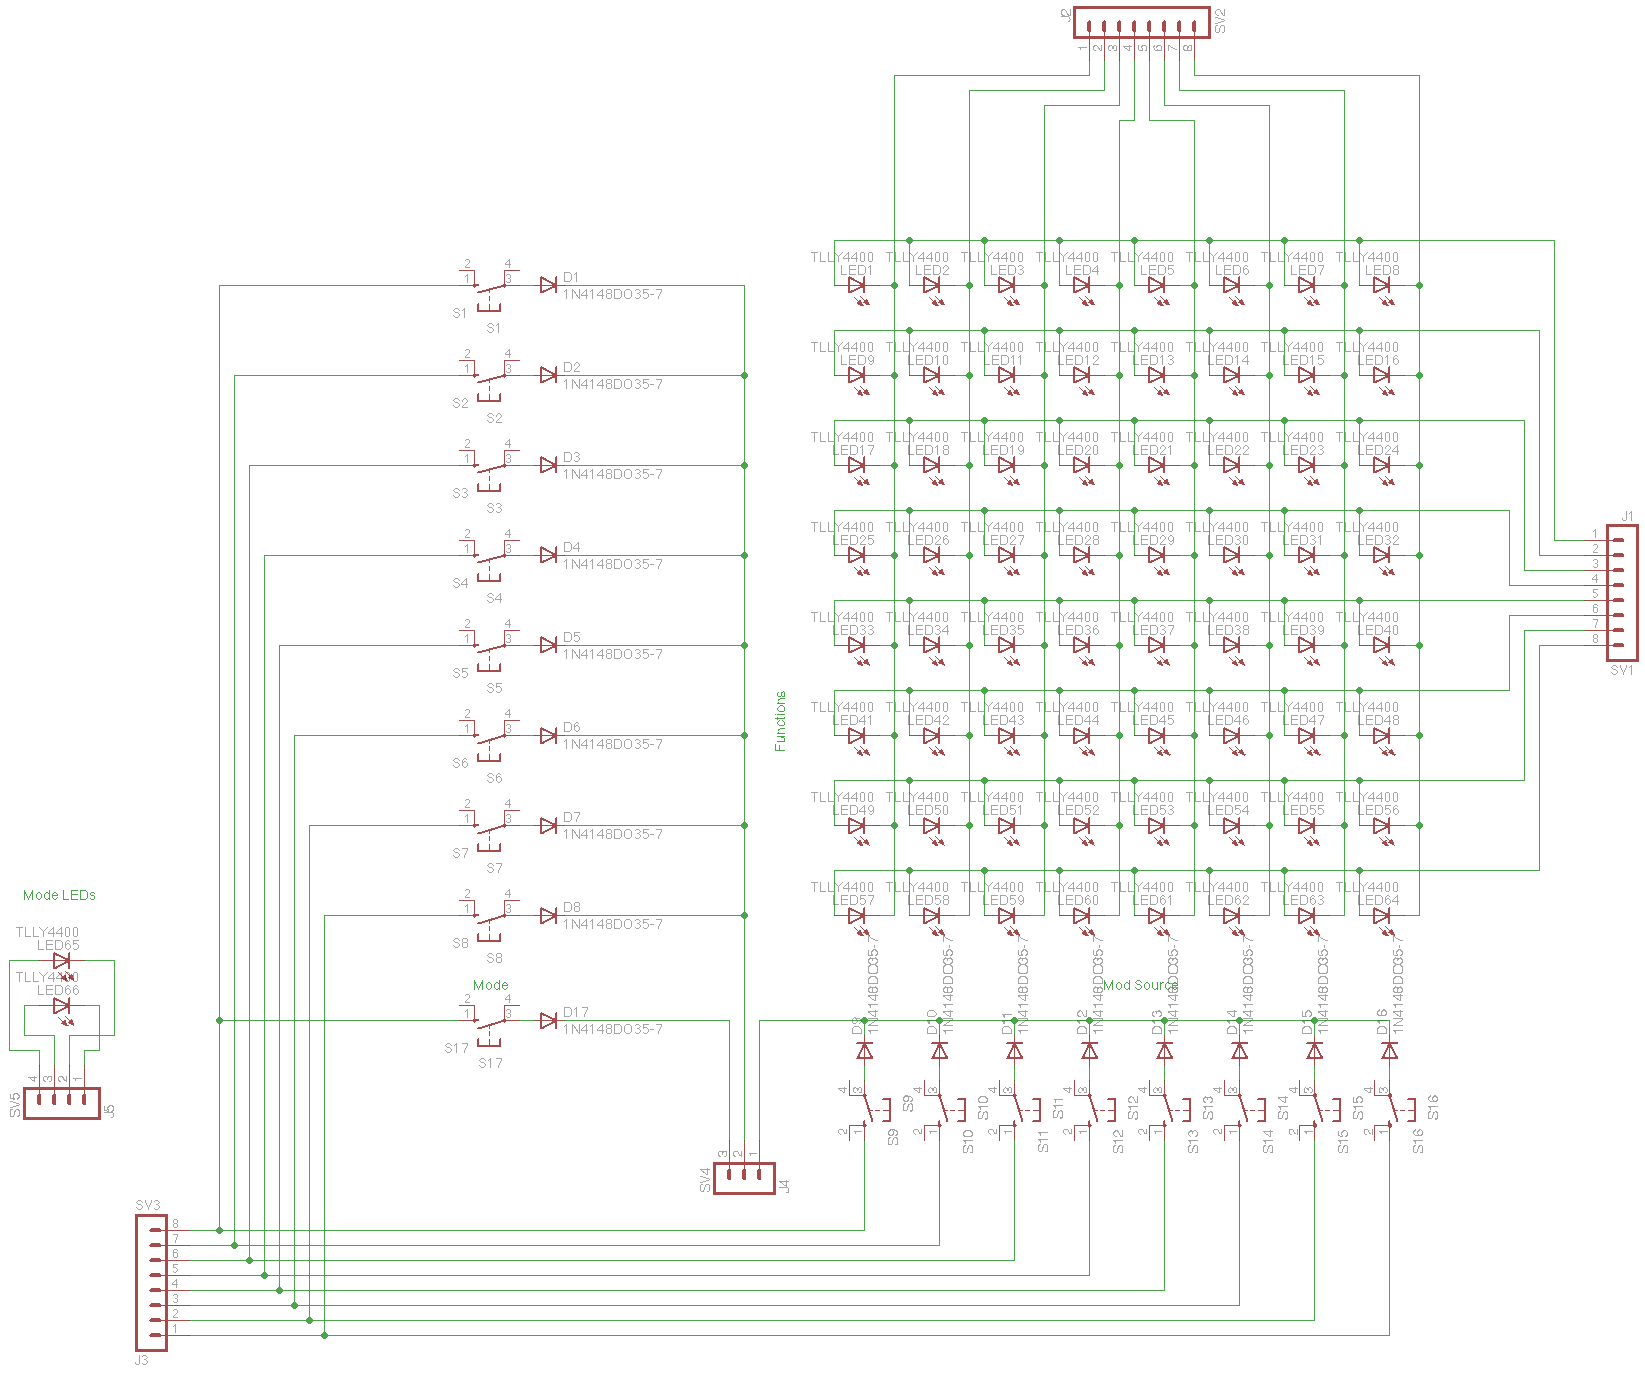 J2
SV2
1 2 3 4 5 6 7 8
TLLY4400 TLLY4400 TLLY4400 TLLY4400 TLLY4400 TLLY4400 TLLY4400 TLLY4400
LED1 LED2 LED3 LED4 LED5 LED6 LED7 LED8
2 4
1 3
D1
1N4148DO35-7
S1
S1
TLLY4400 TLLY4400 TLLY4400 TLLY4400 TLLY4400 TLLY4400 TLLY4400 TLLY4400
LED9 LED10 LED11 LED12 LED13 LED14 LED15 LED16
2 4
1 3
D2
1N4148DO35-7
S2
S2
TLLY4400 TLLY4400 TLLY4400 TLLY4400 TLLY4400 TLLY4400 TLLY4400 TLLY4400
LED17 LED18 LED19 LED20 LED21 LED22 LED23 LED24
2 4
1 3
D3
1N4148DO35-7
S3
S3
TLLY4400 TLLY4400 TLLY4400 TLLY4400 TLLY4400 TLLY4400 TLLY4400 TLLY4400
LED25 LED26 LED27 LED28 LED29 LED30 LED31 LED32
2 4
1 3
D4
1N4148DO35-7
S4
S4
J1
1
2
3
4
5
6
7
8
SV1
TLLY4400 TLLY4400 TLLY4400 TLLY4400 TLLY4400 TLLY4400 TLLY4400 TLLY4400
LED33 LED34 LED35 LED36 LED37 LED38 LED39 LED40
2 4
1 3
D5
1N4148DO35-7
S5
S5
Functions
TLLY4400 TLLY4400 TLLY4400 TLLY4400 TLLY4400 TLLY4400 TLLY4400 TLLY4400
LED41 LED42 LED43 LED44 LED45 LED46 LED47 LED48
2 4
1 3
D6
1N4148DO35-7
S6
S6
TLLY4400 TLLY4400 TLLY4400 TLLY4400 TLLY4400 TLLY4400 TLLY4400 TLLY4400
LED49 LED50 LED51 LED52 LED53 LED54 LED55 LED56
2 4
1 3
D7
1N4148DO35-7
S7
S7
TLLY4400 TLLY4400 TLLY4400 TLLY4400 TLLY4400 TLLY4400 TLLY4400 TLLY4400
LED57 LED58 LED59 LED60 LED61 LED62 LED63 LED64
2 4
1 3
D8
1N4148DO35-7
S8
S8
Mode LEDs
TLLY4400
LED65
TLLY4400
LED66
4 3 2 1
SV5
J5
Mode
2 4
1 3
D17
1N4148DO35-7
S17
S17
Mod Source
D9 1N4148DO35-7
D10 1N4148DO35-7
D11 1N4148DO35-7
D12 1N4148DO35-7
D13 1N4148DO35-7
D14 1N4148DO35-7
D15 1N4148DO35-7
D16 1N4148DO35-7
4 3 4 3 4 3 4 3 4 3 4 3 4 3 4 3
S9 S10 S11 S12 S13 S14 S15 S16
2 1 2 1 2 1 2 1 2 1 2 1 2 1 2 1
S9 S10 S11 S12 S13 S14 S15 S16
3 2 1
SV4
J4
SV3
8
7
6
5
4
3
2
1
J3